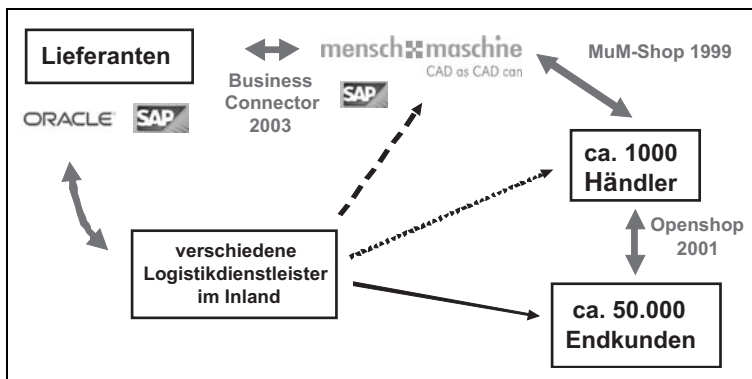 Lieferanten
ORACLE
SAP
Business
Connector
2003
mensch maschine
CAD as CAD can
SAP
MuM-Shop 1999
ca. 1000
Händler
Openshop
2001
verschiedene
Logistikdienstleister
im Inland
ca. 50.000
Endkunden